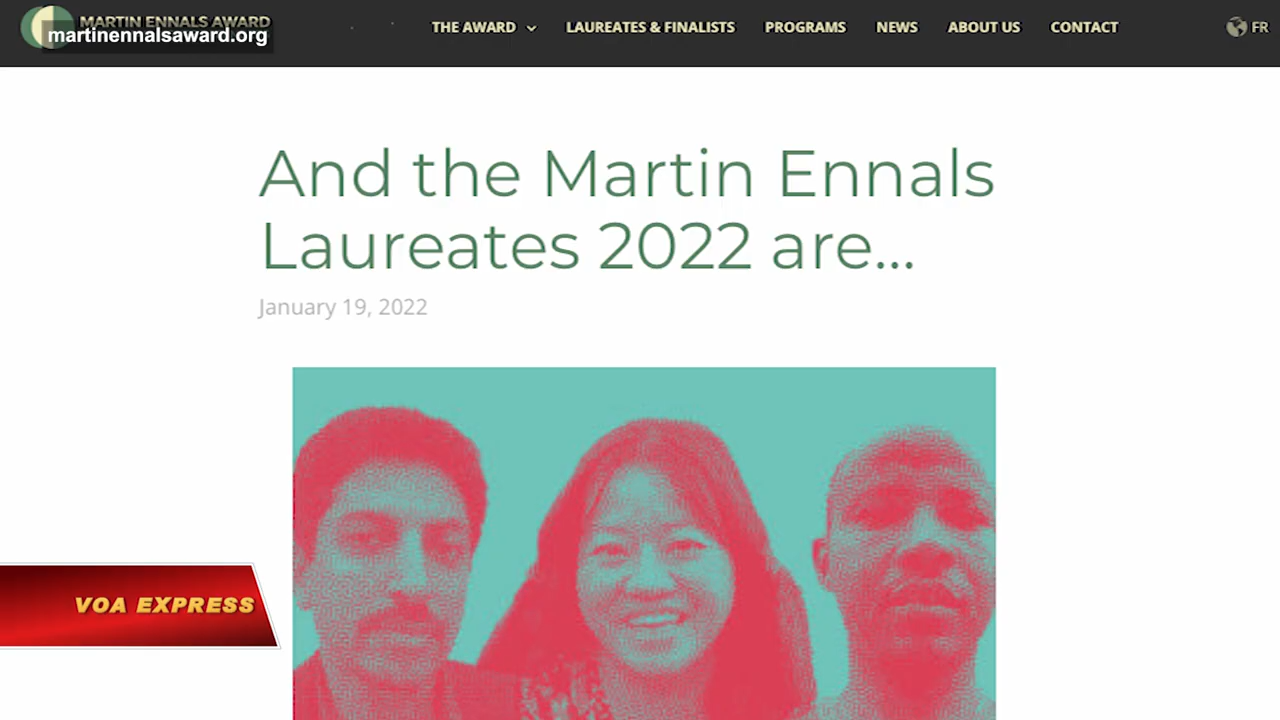 MARTIN ENNALS AWARD
martinennalsaward.org
THE AWARD
LAUREATES & FINALISTS
PROGRAMS
NEWS
ABOUT US
CONTACT
FR
And the Martin Ennals
Laureates 2022 are...
January 19, 2022
VOA EXPRESS